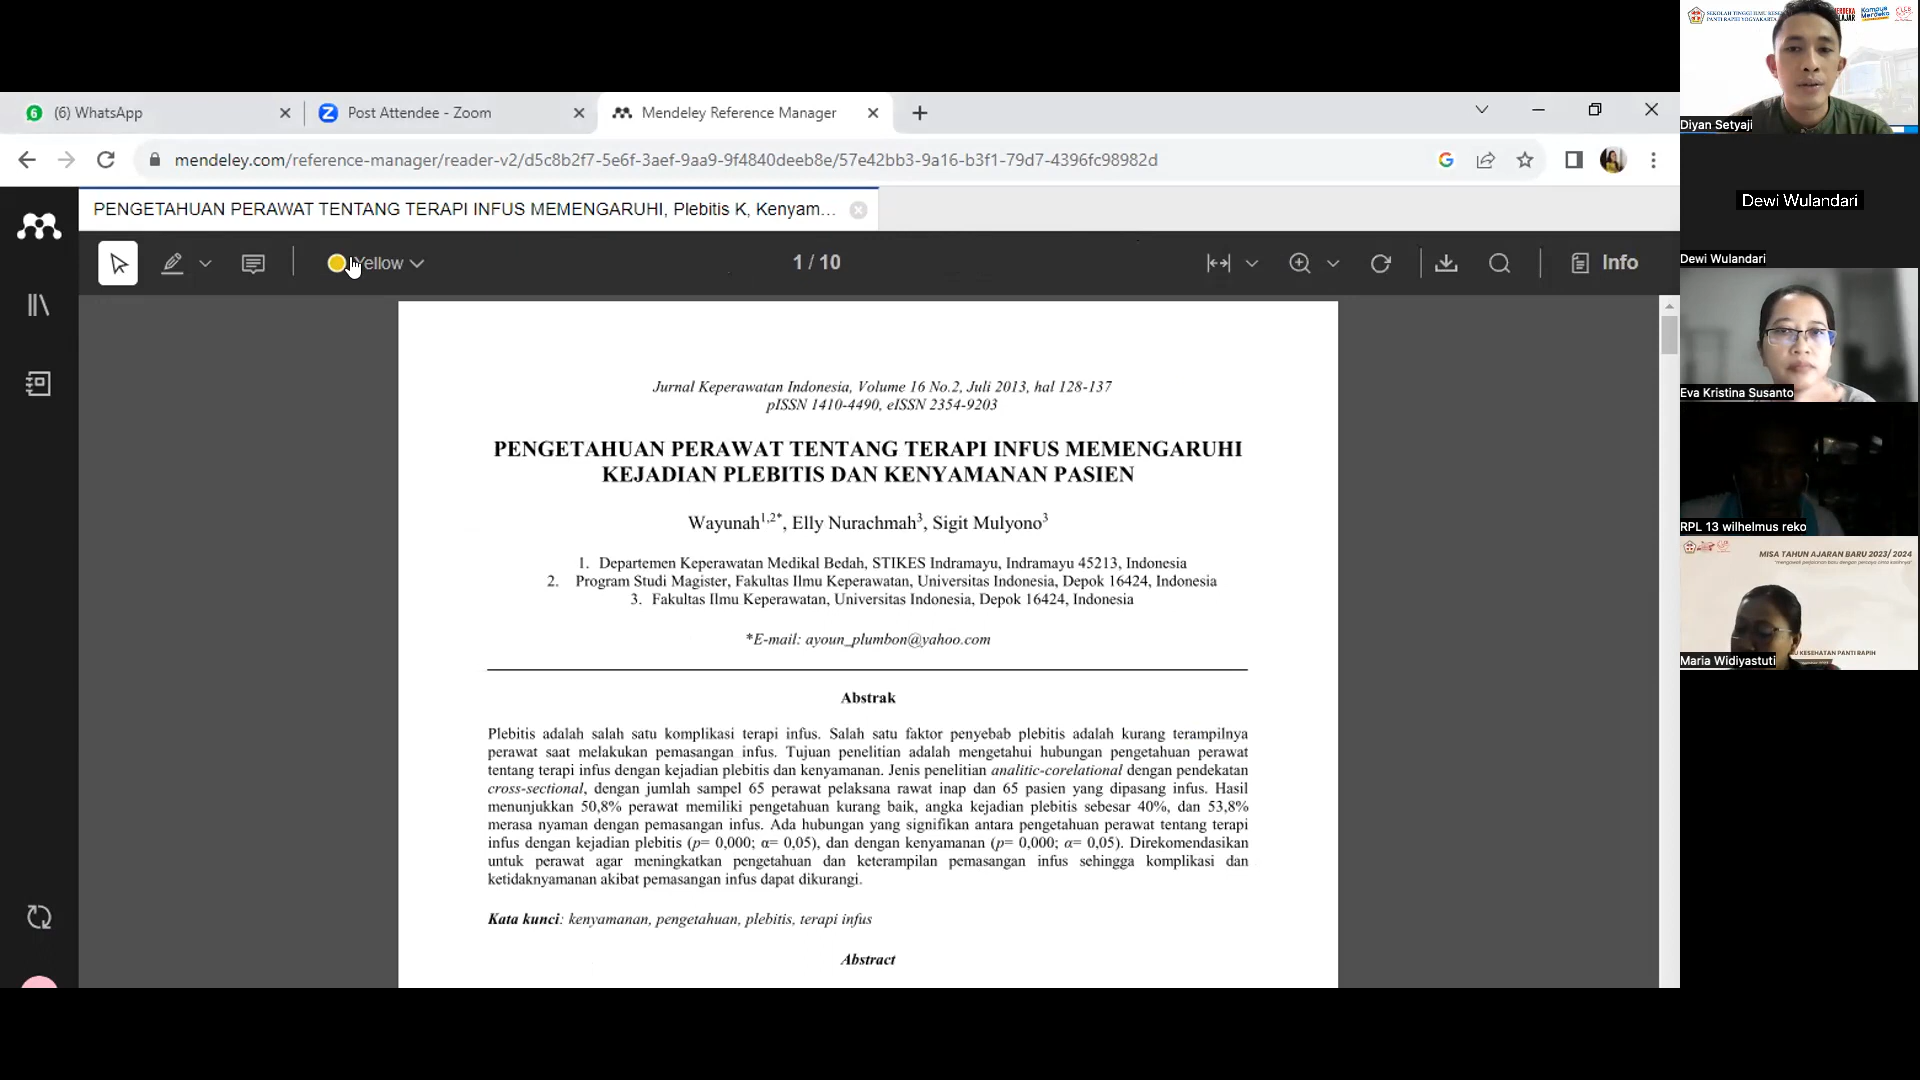 (6) WhatsApp
Post Attendee - Zoom
Mendeley Reference Manager
mendeley.com/reference-manager/reader-v2/d5c8b2f7-5e6f-3aef-9aa9-9f4840deeb8e/57e42bb3-9a16-b3f1-79d7-4396fc98982d
PENGETAHUAN PERAWAT TENTANG TERAPI INFUS MEMENGARUHI, Plebitis K, Kenyam...
Yellow
1 / 10
Info
Jurnal Keperawatan Indonesia, Volume 16 No.2, Juli 2013, hal 128-137
pISSN 1410-4490, eISSN 2354-9203
PENGETAHUAN PERAWAT TENTANG TERAPI INFUS MEMENGARUHI
KEJADIAN PLEBITIS DAN KENYAMANAN PASIEN
Wayunah1,2*, Elly Nurachmah3, Sigit Mulyono3
1. Departemen Keperawatan Medikal Bedah, STIKES Indramayu, Indramayu 45213, Indonesia
2. Program Studi Magister, Fakultas Ilmu Keperawatan, Universitas Indonesia, Depok 16424, Indonesia
3. Fakultas Ilmu Keperawatan, Universitas Indonesia, Depok 16424, Indonesia
*E-mail: ayoun_plumbon@yahoo.com
Abstrak
Plebitis adalah salah satu komplikasi terapi infus. Salah satu faktor penyebab plebitis adalah kurang terampilnya
perawat saat melakukan pemasangan infus. Tujuan penelitian adalah mengetahui hubungan pengetahuan perawat
tentang terapi infus dengan kejadian plebitis dan kenyamanan. Jenis penelitian analitic-corelational dengan pendekatan
cross-sectional, dengan jumlah sampel 65 perawat pelaksana rawat inap dan 65 pasien yang dipasang infus. Hasil
menunjukkan 50,8% perawat memiliki pengetahuan kurang baik, angka kejadian plebitis sebesar 40%, dan 53,8%
merasa nyaman dengan pemasangan infus. Ada hubungan yang signifikan antara pengetahuan perawat tentang terapi
infus dengan kejadian plebitis (p= 0,000; α= 0,05), dan dengan kenyamanan (p= 0,000; α= 0,05). Direkomendasikan
untuk perawat agar meningkatkan pengetahuan dan keterampilan pemasangan infus sehingga komplikasi dan
ketidaknyamanan akibat pemasangan infus dapat dikurangi.
Kata kunci: kenyamanan, pengetahuan, plebitis, terapi infus
Abstract
SEKOLAH TINGGI ILMU
PANTI RAPIH YOGYAKARTA
Kampus
Merdeka
Diyan Setyaji
Dewi Wulandari
Dewi Wulandari
Eva Kristina Susanto
RPL 13 wilhelmus reko
MISA TAHUN AJARAN BARU 2023/ 2024
KESEHATAN PANTI RAPIH
Maria Widiyastuti